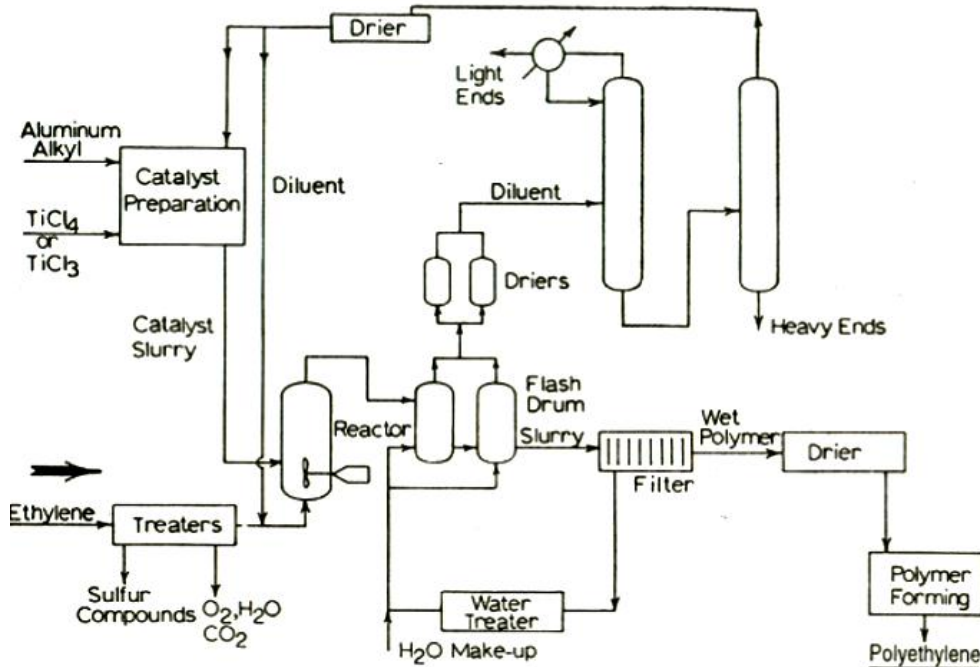 Drier
Light
Ends
Aluminum
Alkyl
Catalyst
Preparation
Diluent
Diluent
TiCl4
or
TiCl3
Driers
Catalyst
Slurry
Heavy Ends
Flash
Drum
Reactor
Slurry
Wet
Polymer
Drier
Filter
Ethylene
Treaters
Sulfur
Compounds
O2,H2O
CO2
Water
Treater
H2O Make-up
Polymer
Forming
Polyethylene